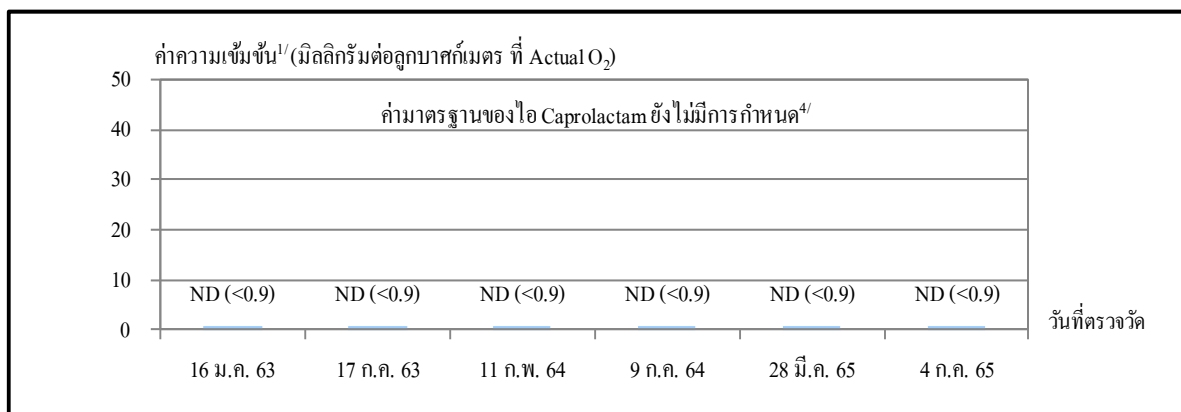 ค่าความเข้มข้น1/ (มิลลิกรัมต่อลูกบาศก์เมตร ที่ Actual O2)
50
ค่ามาตรฐานของไอ Caprolactam ยังไม่มีการกำหนด4/
40
30
20
10
ND (<0.9) ND (<0.9) ND (<0.9) ND (<0.9) ND (<0.9) ND (<0.9)
0
วันที่ตรวจวัด
16 ม.ค. 63 17 ก.ค. 63 11 ก.พ. 64 9 ก.ค. 64 28 มี.ค. 65 4 ก.ค. 65